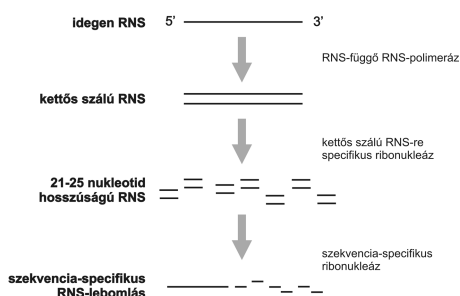 idegen RNS
5’
3’
RNS-függő RNS-polimeráz
kettős szálú RNS
kettős szálú RNS-re
specifikus ribonukleáz
21-25 nukleotid
hosszúságú RNS
szekvencia-specifikus
ribonukleáz
szekvencia-specifikus
RNS-lebomlás